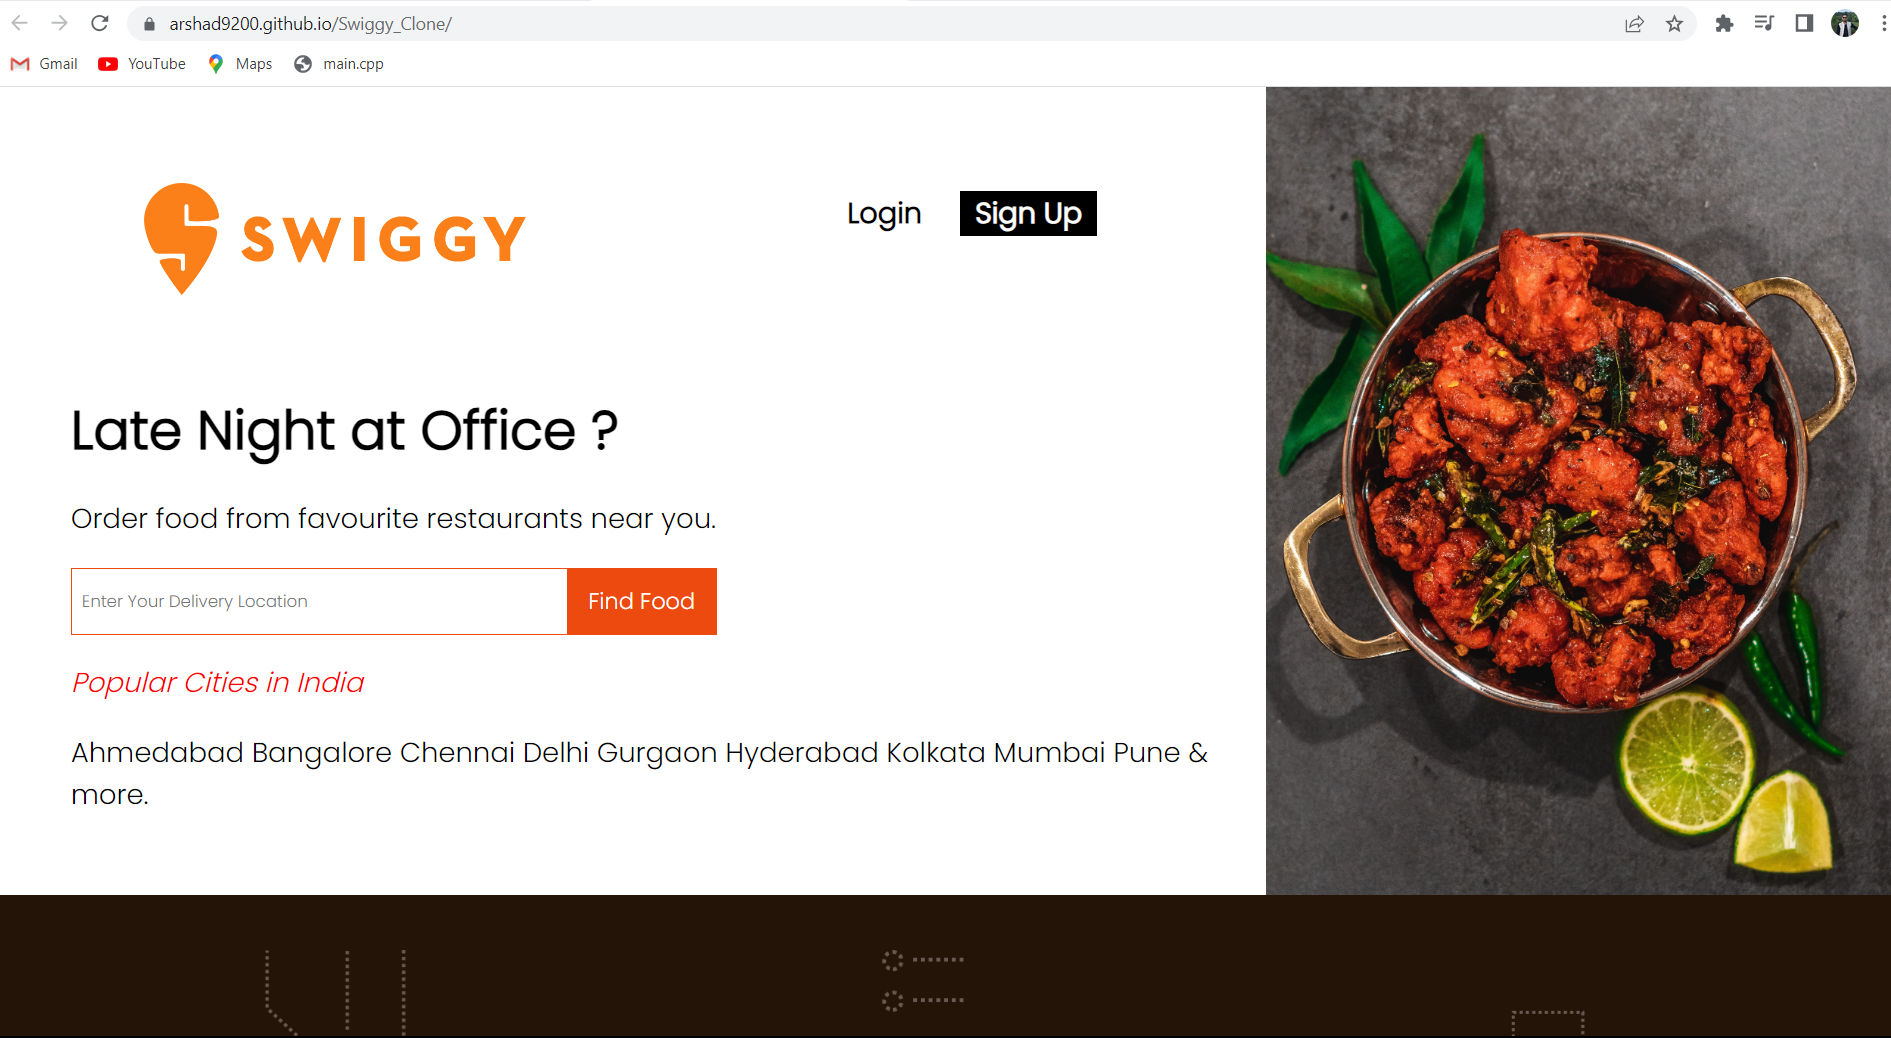 arshad9200.github.io/Swiggy_Clone/
Gmail YouTube Maps main.cpp
SWIGGY
Login Sign Up
Late Night at Office ?
Order food from favourite restaurants near you.
Enter Your Delivery Location Find Food
Popular Cities in India
Ahmedabad Bangalore Chennai Delhi Gurgaon Hyderabad Kolkata Mumbai Pune &
more.